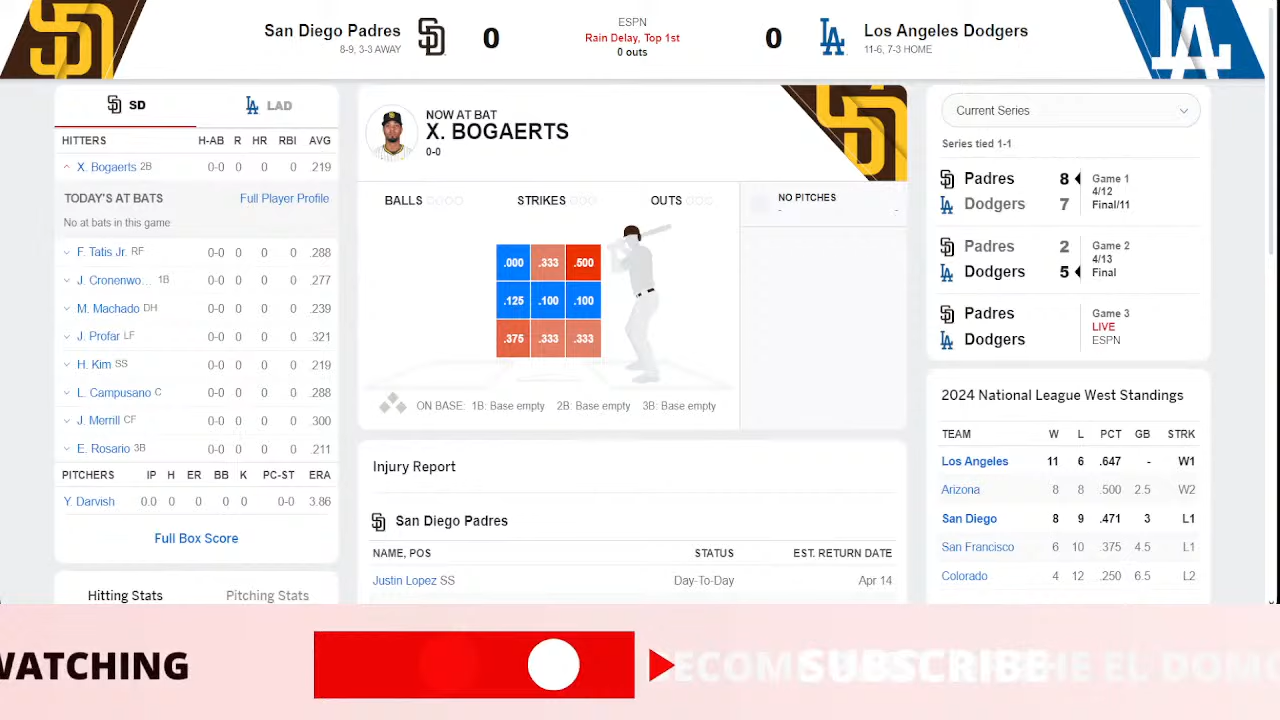 San Diego Padres
8-9, 3-3 AWAY
0
ESPN
Rain Delay, Top 1st
0 outs
0
Los Angeles Dodgers
11-6, 7-3 HOME
SD
LAD
HITTERS H-AB R HR RBI AVG
X. Bogaerts 2B 0-0 0 0 0 .219
TODAY'S AT BATS Full Player Profile
No at bats in this game
F. Tatis Jr. RF 0-0 0 0 0 .288
J. Cronenwo... 1B 0-0 0 0 0 .277
M. Machado DH 0-0 0 0 0 .239
J. Profar LF 0-0 0 0 0 .321
H. Kim SS 0-0 0 0 0 .219
L. Campusano C 0-0 0 0 0 .288
J. Merrill CF 0-0 0 0 0 .300
E. Rosario 3B 0-0 0 0 0 .211
PITCHERS IP H ER BB K PC-ST ERA
Y. Darvish 0.0 0 0 0 0 0-0 3.86
Full Box Score
Hitting Stats Pitching Stats
NOW AT BAT
X. BOGAERTS
0-0
BALLS STRIKES OUTS
.000 .333 .500
.125 .100 .100
.375 .333 .333
ON BASE: 1B: Base empty 2B: Base empty 3B: Base empty
NO PITCHES
- -
Injury Report
San Diego Padres
NAME, POS STATUS EST. RETURN DATE
Justin Lopez SS Day-To-Day Apr 14
Current Series
Series tied 1-1
Padres 8 Game 1
4/12
Dodgers 7 Final/11
Padres 2 Game 2
4/13
Dodgers 5 Final
Padres Game 3
LIVE
Dodgers ESPN
2024 National League West Standings
TEAM W L PCT GB STRK
Los Angeles 11 6 .647 - W1
Arizona 8 8 .500 2.5 W2
San Diego 8 9 .471 3 L1
San Francisco 6 10 .375 4.5 L1
Colorado 4 12 .250 6.5 L2
WATCHING
SUBSCRIBE